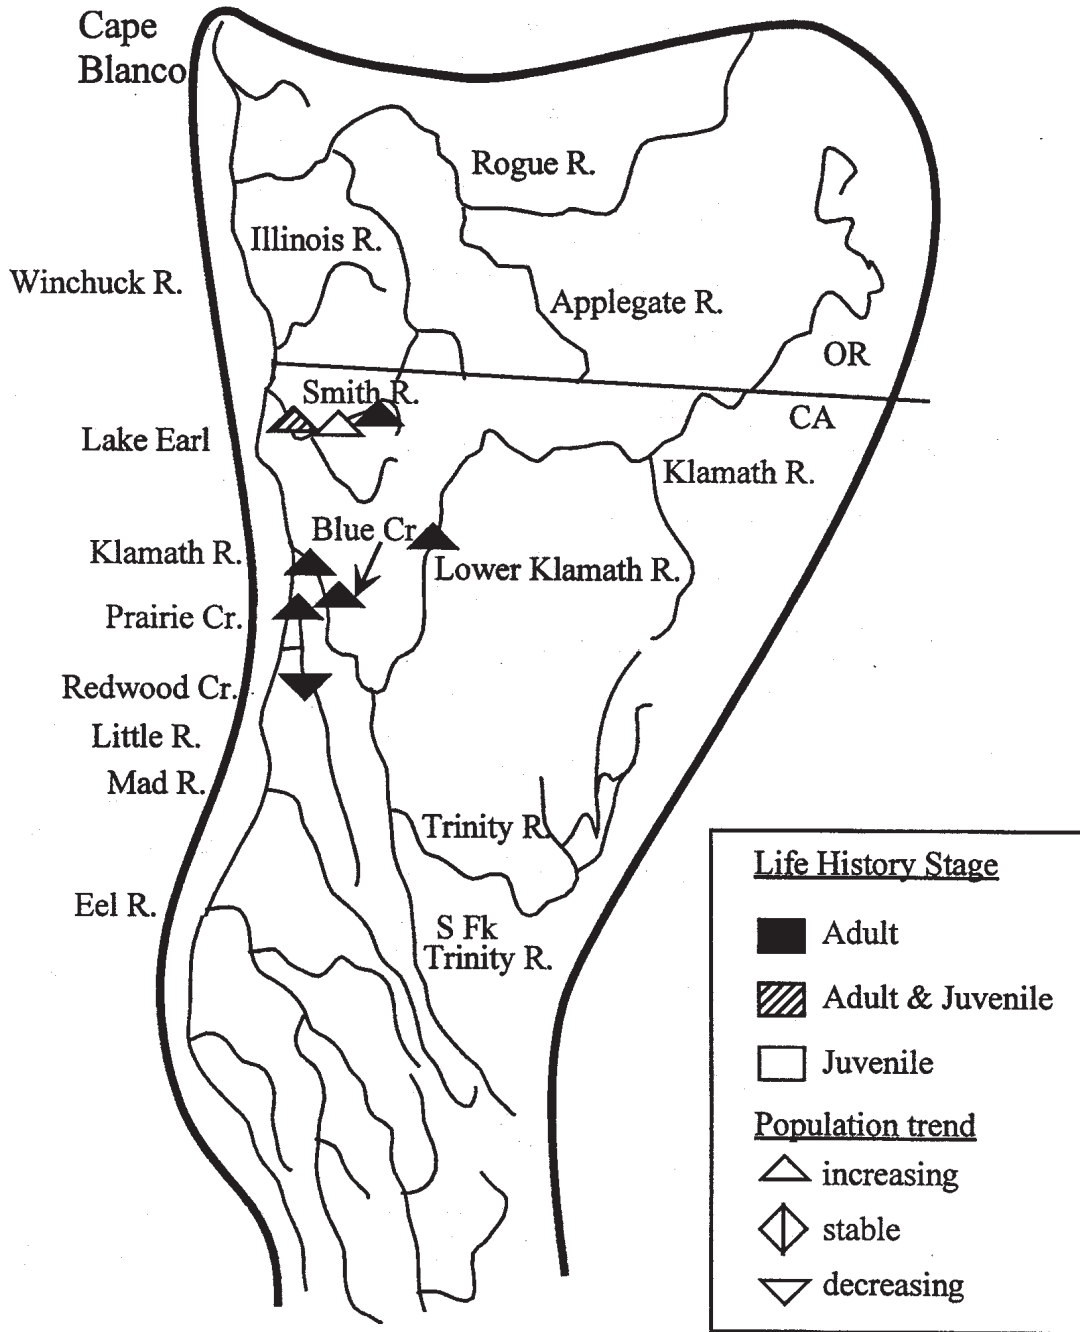 Cape
Blanco
Rogue R.
Illinois R.
Winchuck R.
Applegate R.
OR
Smith R.
CA
Lake Earl
Klamath R.
Blue Cr.
Klamath R.
Lower Klamath R.
Prairie Cr.
Redwood Cr.
Little R.
Mad R.
Trinity R.
Eel R.
S Fk
Trinity R.
Life History Stage
Adult
Adult & Juvenile
Juvenile
Population trend
increasing
stable
decreasing